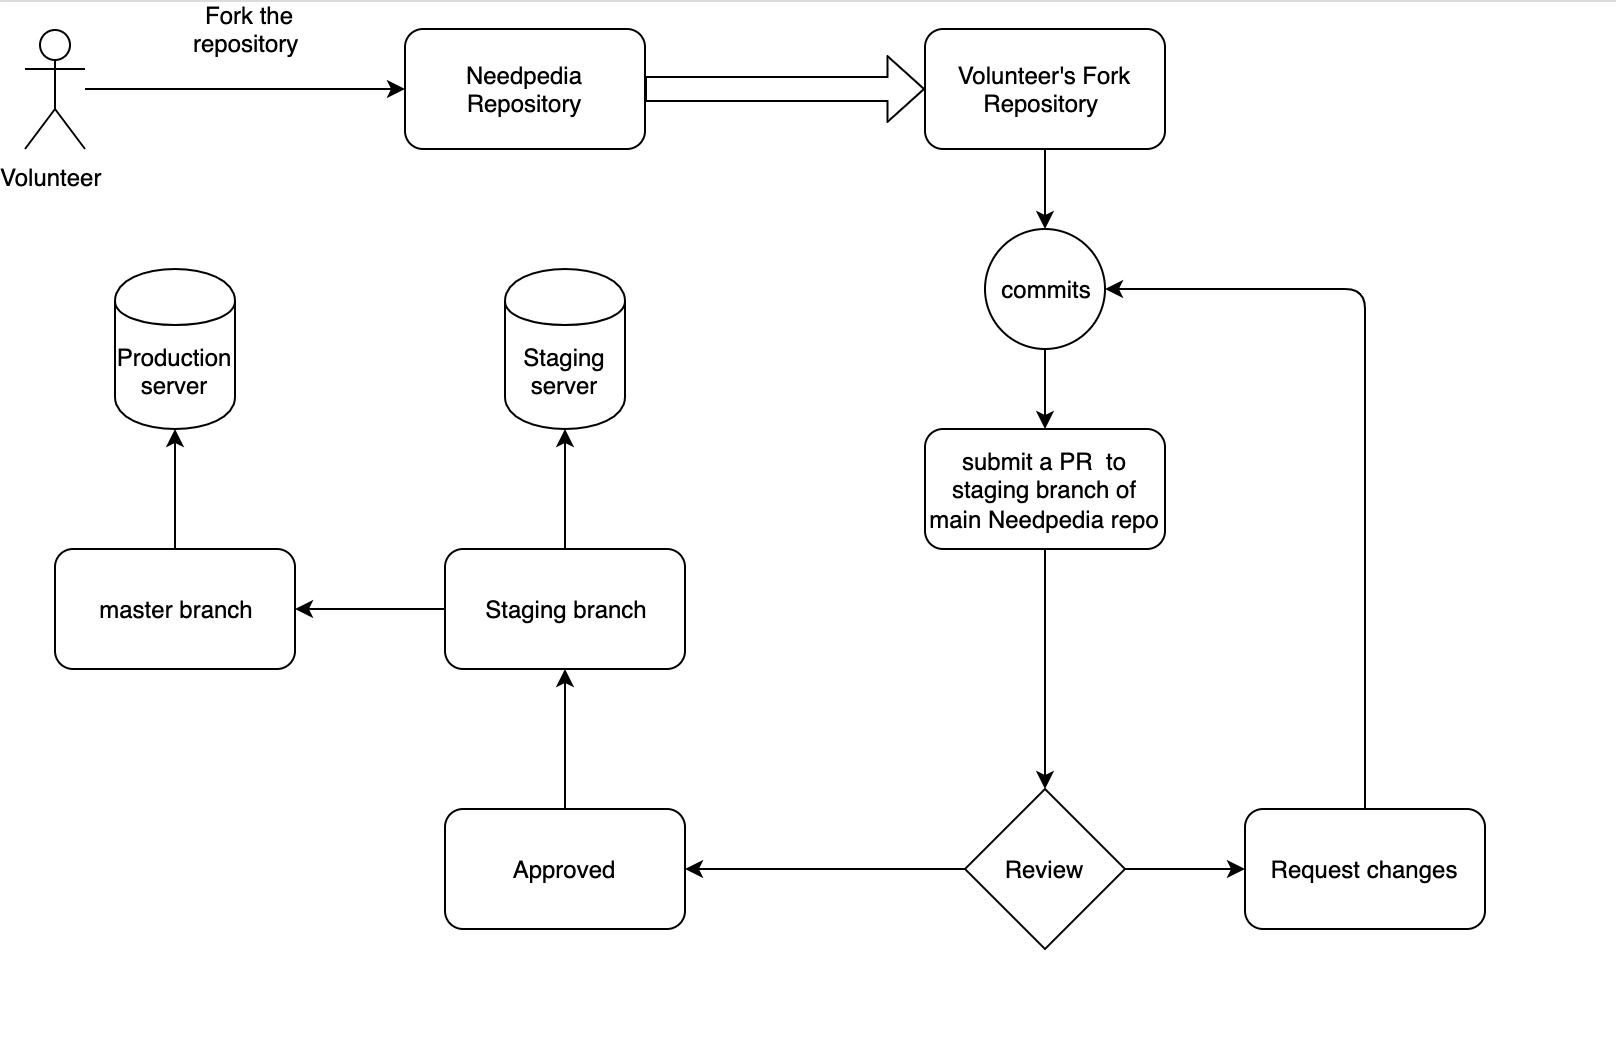 Fork the
repository
Needpedia
Repository
Volunteer's Fork
Repository
Volunteer
commits
Production
server
Staging
server
submit a PR  to
staging branch of
main Needpedia repo
master branch
Staging branch
Approved
Review
Request changes